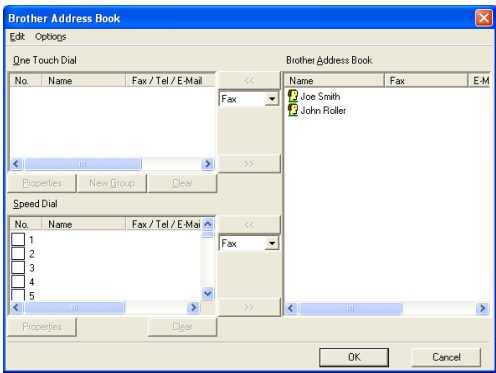 Brother Address Book
Edit Options
One Touch Dial
No. Name Fax / Tel / E-Mail
<<
Fax
>>
Properties New Group Clear
Speed Dial
No. Name Fax / Tel / E-Mai
1
2
3
4
5
<<
Fax
>>
Properties Clear
Brother Address Book
Name Fax E-M
Joe Smith
John Roller
OK Cancel